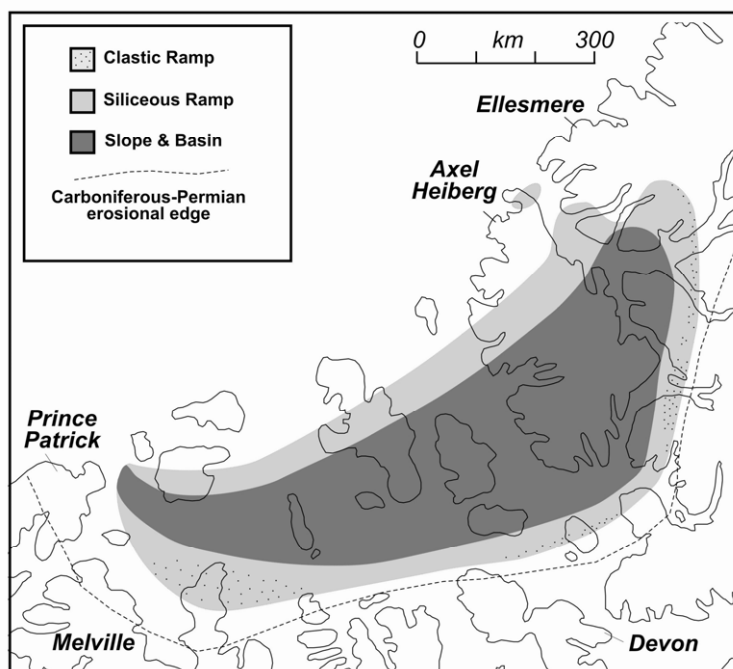 Clastic Ramp
Siliceous Ramp
Slope & Basin
Carboniferous-Permian
erosional edge
0 km 300
Ellesmere
Axel
Heiberg
Prince
Patrick
Melville
Devon